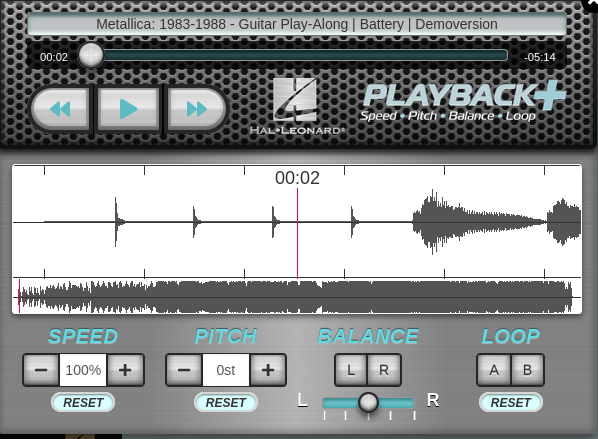 Metallica: 1983-1988 - Guitar Play-Along | Battery | Demoversion
00:02 -05:14
HAL•LEONARD®
PLAYBACK+
Speed • Pitch • Balance • Loop
00:02
SPEED PITCH BALANCE LOOP
− 100% + − 0st + L R A B
RESET RESET L R RESET